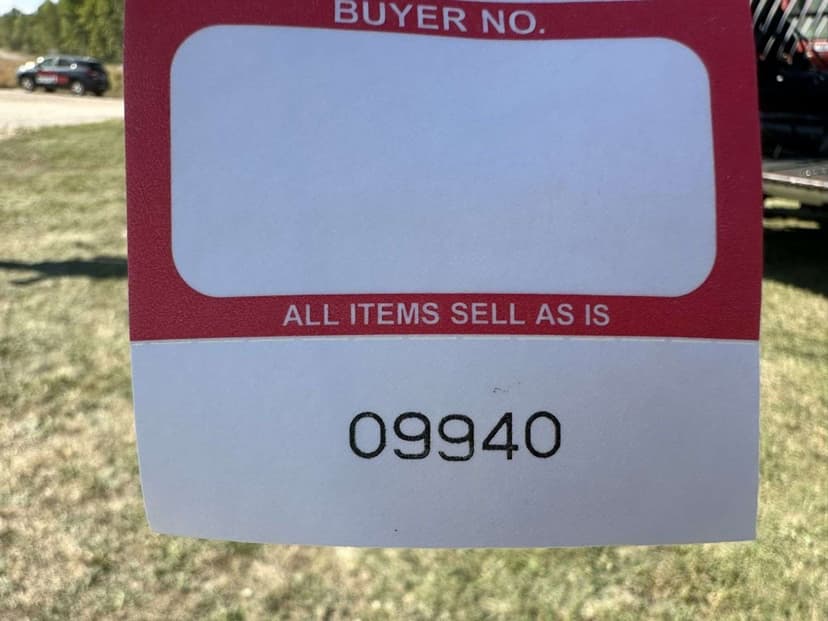 BUYER NO.
ALL ITEMS SELL AS IS
09940